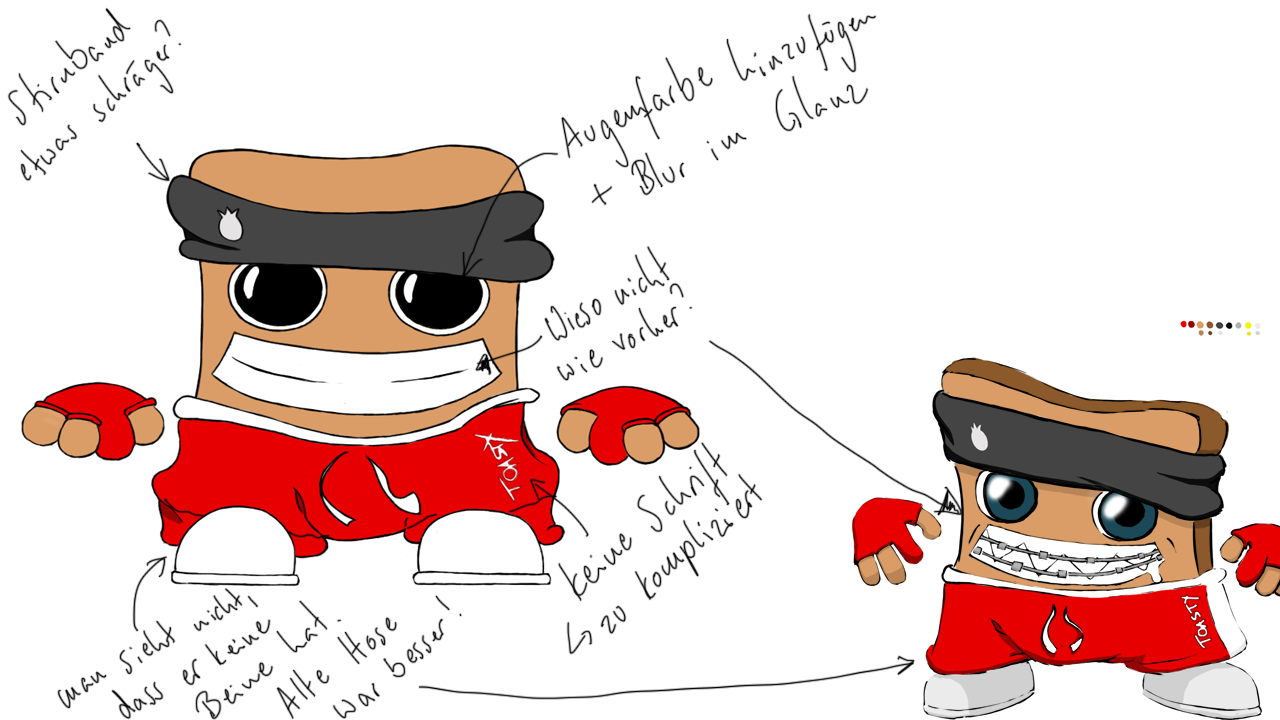 Stirnband
etwas schräger?
Augenfarbe hinzufügen
+ Blur im Glanz
Wieso nicht
wie vorher?
TOASTY
keine Schrift
↳ zu kompliziert
man sieht nicht,
dass er keine
Beine hat.
Alte Hose
war besser!
TOASTY